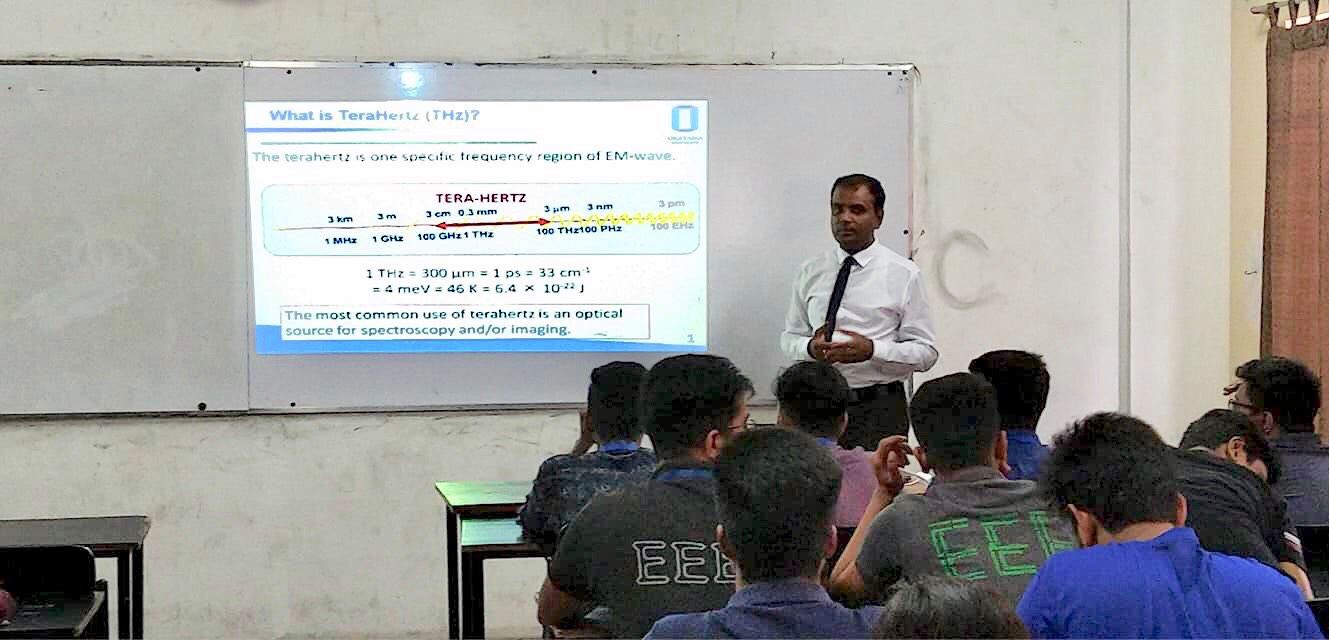 What is TeraHertz (THz)?
The terahertz is one specific frequency region of EM-wave.
TERA-HERTZ
3 km 3 m 3 cm 0.3 mm 3 µm 3 nm 3 pm
1 MHz 1 GHz 100 GHz 1 THz 100 THz 100 PHz 100 EHz
1 THz = 300 µm = 1 ps = 33 cm⁻¹
= 4 meV = 46 K = 6.4 × 10⁻²² J
The most common use of terahertz is an optical
source for spectroscopy and/or imaging.
1
C
EEE
EEE